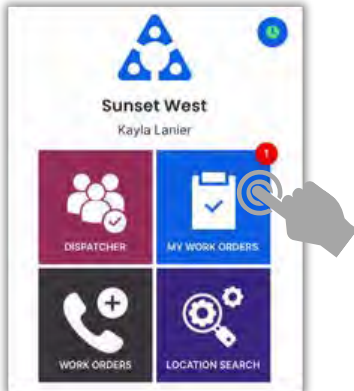 Sunset West
Kayla Lanier
1
DISPATCHER
MY WORK ORDERS
WORK ORDERS
LOCATION SEARCH